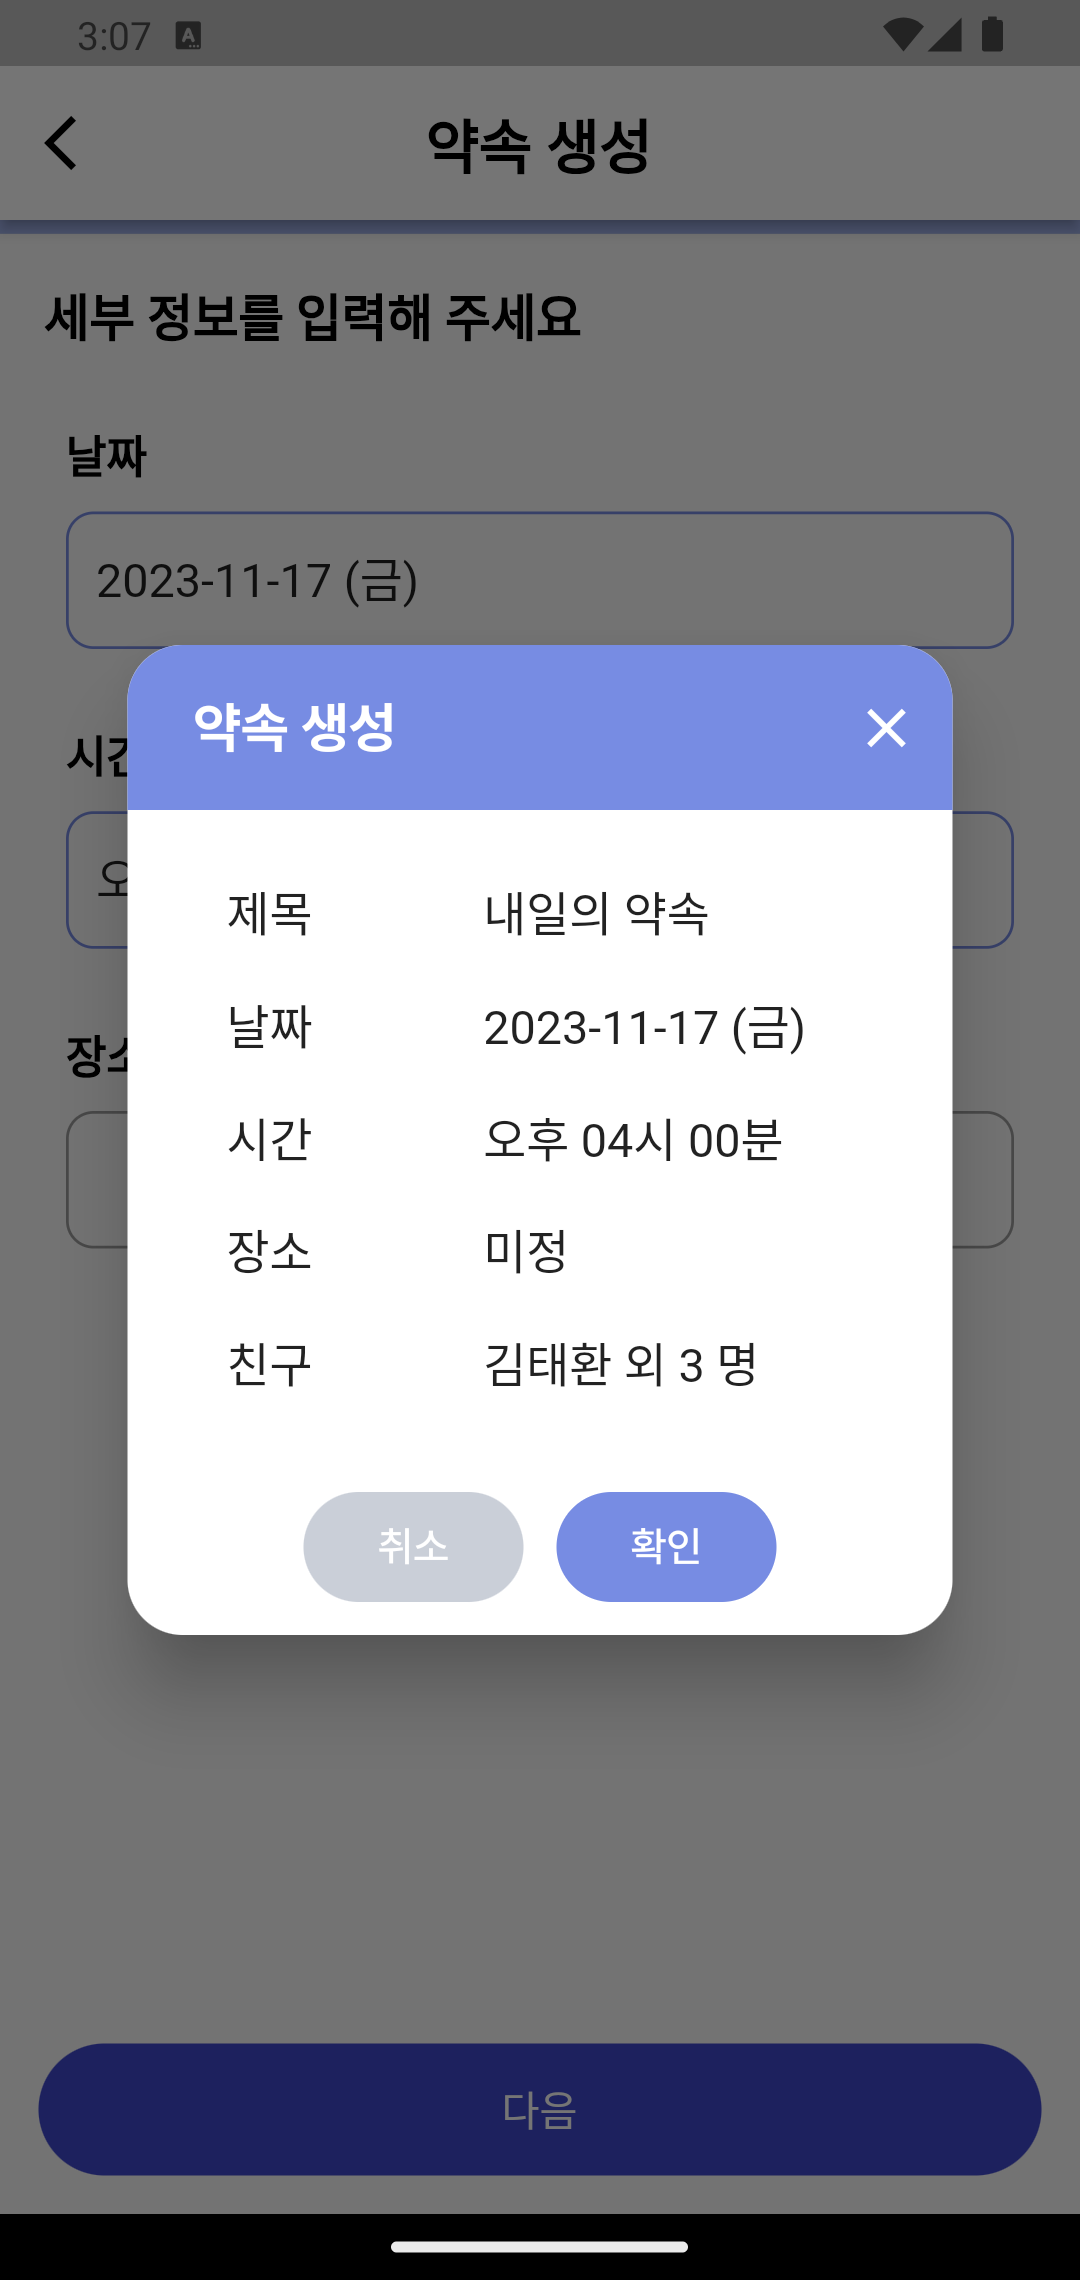 3:07
약속 생성
세부 정보를 입력해 주세요
날짜
2023-11-17 (금)
약속 생성
제목 내일의 약속
날짜 2023-11-17 (금)
시간 오후 04시 00분
장소 미정
친구 김태환 외 3 명
취소 확인
다음